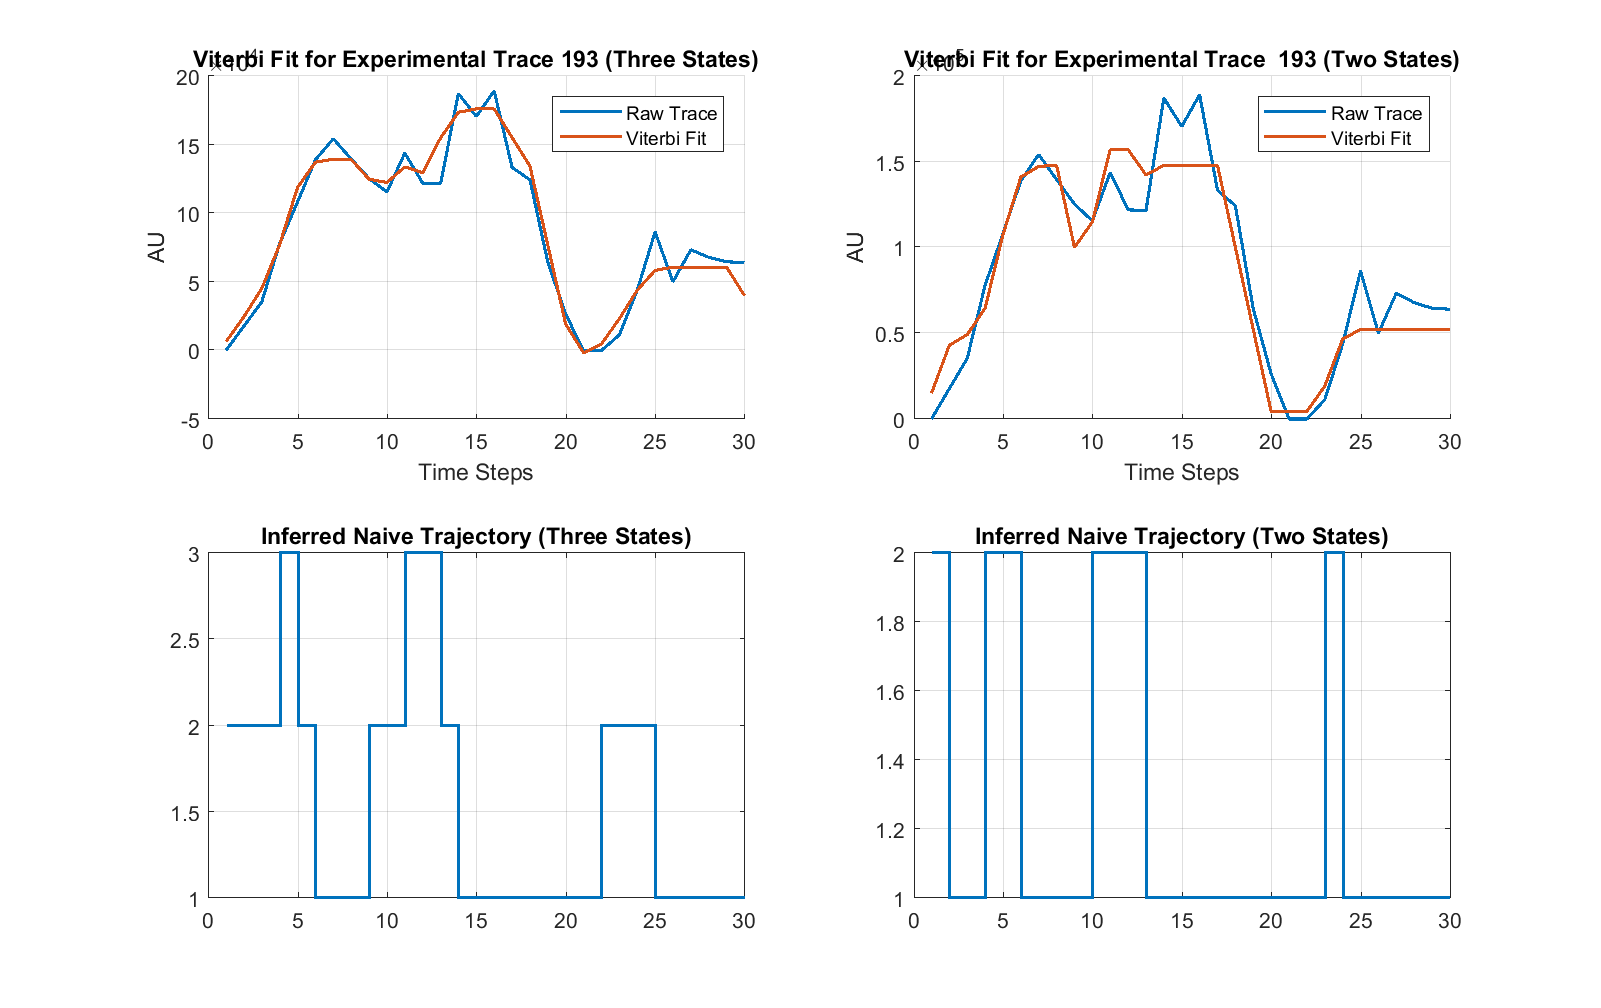 Viterbi Fit for Experimental Trace 193 (Three States)
20
15
10
5
0
-5
AU
Raw Trace
Viterbi Fit
0 5 10 15 20 25 30
Time Steps
Viterbi Fit for Experimental Trace 193 (Two States)
2
1.5
1
0.5
0
AU
Raw Trace
Viterbi Fit
0 5 10 15 20 25 30
Time Steps
Inferred Naive Trajectory (Three States)
3
2.5
2
1.5
1
0 5 10 15 20 25 30
Inferred Naive Trajectory (Two States)
2
1.8
1.6
1.4
1.2
1
0 5 10 15 20 25 30